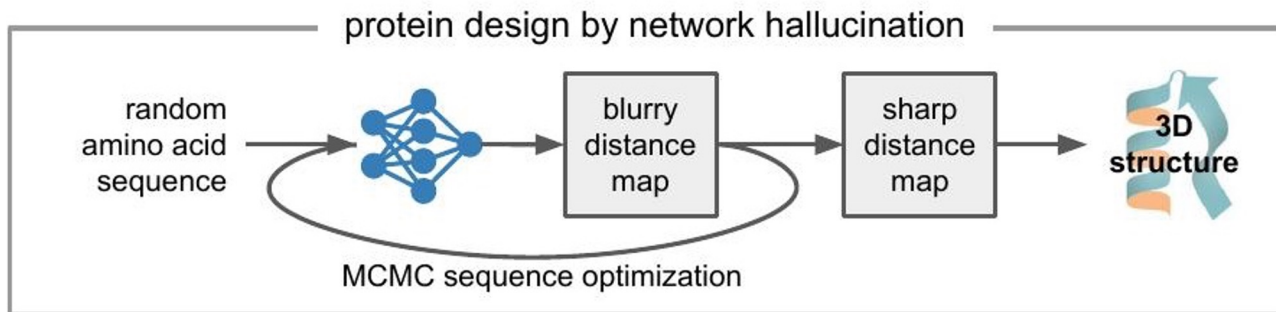 protein design by network hallucination
random
amino acid
sequence
blurry
distance
map
sharp
distance
map
3D
structure
MCMC sequence optimization